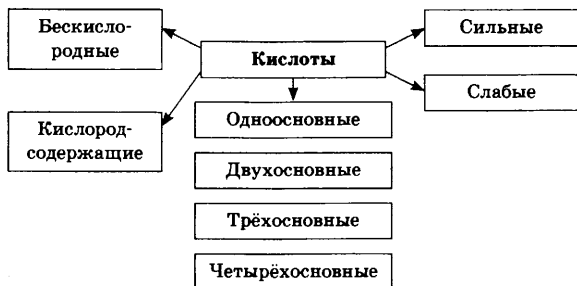 Бескисло-
родные
Кислоты
Сильные
Слабые
Кислород-
содержащие
Одноосновные
Двухосновные
Трёхосновные
Четырёхосновные